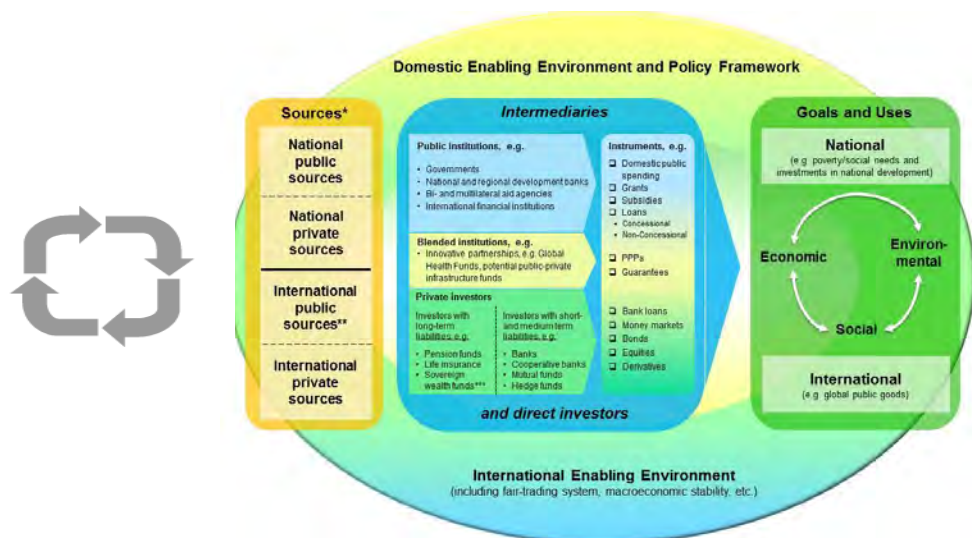 Domestic Enabling Environment and Policy Framework
Sources*
National
public
sources
National
private
sources
International
public
sources**
International
private
sources
Intermediaries
Public institutions, e.g.
• Governments
• National and regional development banks
• Bi- and multilateral aid agencies
• International financial institutions
Blended institutions, e.g.
• Innovative partnerships, e.g. Global
Health Funds, potential public-private
infrastructure funds
Private investors
Investors with
long-term
liabilities, e.g.
• Pension funds
• Life insurance
• Sovereign
wealth funds***
Investors with short-
and medium term
liabilities, e.g.
• Banks
• Cooperative banks
• Mutual funds
• Hedge funds
Instruments, e.g.
❑ Domestic public
spending
❑ Grants
❑ Subsidies
❑ Loans
• Concessional
• Non-Concessional
❑ PPPs
❑ Guarantees
❑ Bank loans
❑ Money markets
❑ Bonds
❑ Equities
❑ Derivatives
and direct investors
Goals and Uses
National
(e.g. poverty/social needs and
investments in national development)
Economic
Environ-
mental
Social
International
(e.g. global public goods)
International Enabling Environment
(including fair-trading system, macroeconomic stability, etc.)